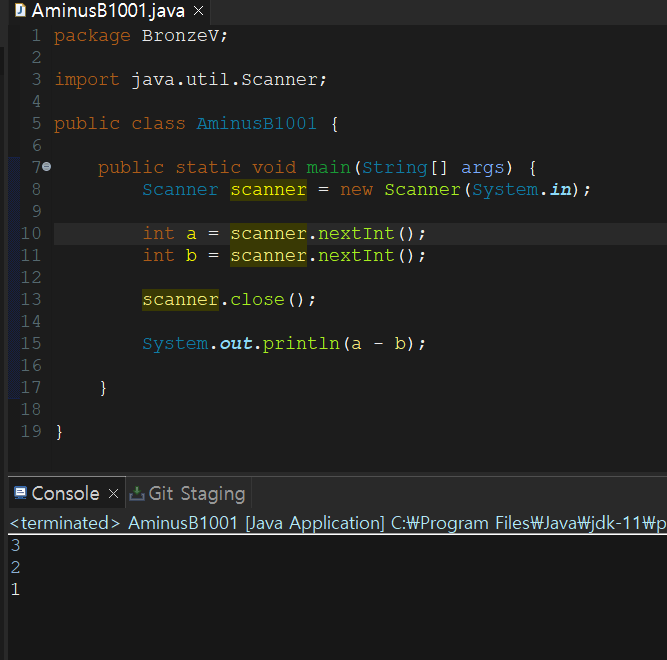 AminusB1001.java ×
1 package BronzeV;
2
3 import java.util.Scanner;
4
5 public class AminusB1001 {
6
7 public static void main(String[] args) {
8 Scanner scanner = new Scanner(System.in);
9
10 int a = scanner.nextInt();
11 int b = scanner.nextInt();
12
13 scanner.close();
14
15 System.out.println(a - b);
16
17 }
18
19 }
Console × Git Staging
<terminated> AminusB1001 [Java Application] C:₩Program Files₩Java₩jdk-11₩p
3
2
1